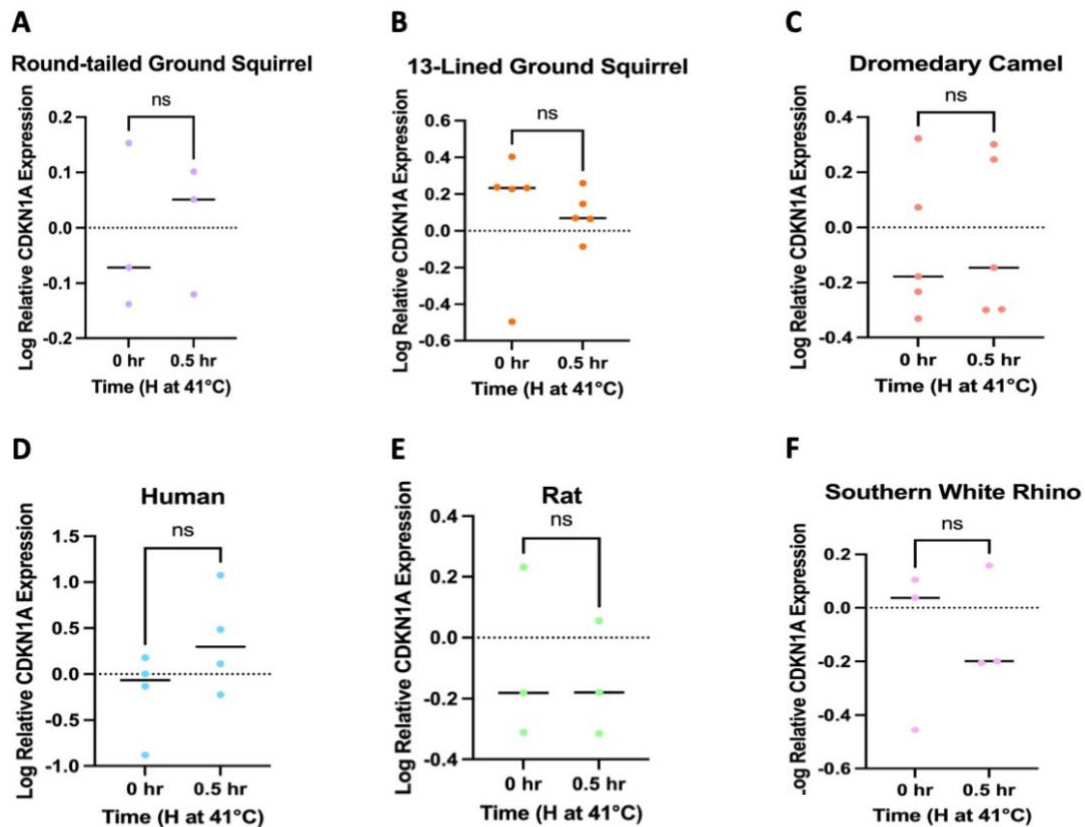 A
Round-tailed Ground Squirrel
ns
Log Relative CDKN1A Expression
0.2
0.1
0.0
-0.1
-0.2
0 hr 0.5 hr
Time (H at 41°C)
B
13-Lined Ground Squirrel
ns
Log Relative CDKN1A Expression
0.6
0.4
0.2
0.0
-0.2
-0.4
-0.6
0 hr 0.5 hr
Time (H at 41°C)
C
Dromedary Camel
ns
Log Relative CDKN1A Expression
0.4
0.2
0.0
-0.2
-0.4
0 hr 0.5 hr
Time (H at 41°C)
D
Human
ns
Log Relative CDKN1A Expression
1.5
1.0
0.5
0.0
-0.5
-1.0
0 hr 0.5 hr
Time (H at 41°C)
E
Rat
ns
Log Relative CDKN1A Expression
0.4
0.2
0.0
-0.2
-0.4
0 hr 0.5 hr
Time (H at 41°C)
F
Southern White Rhino
ns
Log Relative CDKN1A Expression
0.2
0.0
-0.2
-0.4
-0.6
0 hr 0.5 hr
Time (H at 41°C)